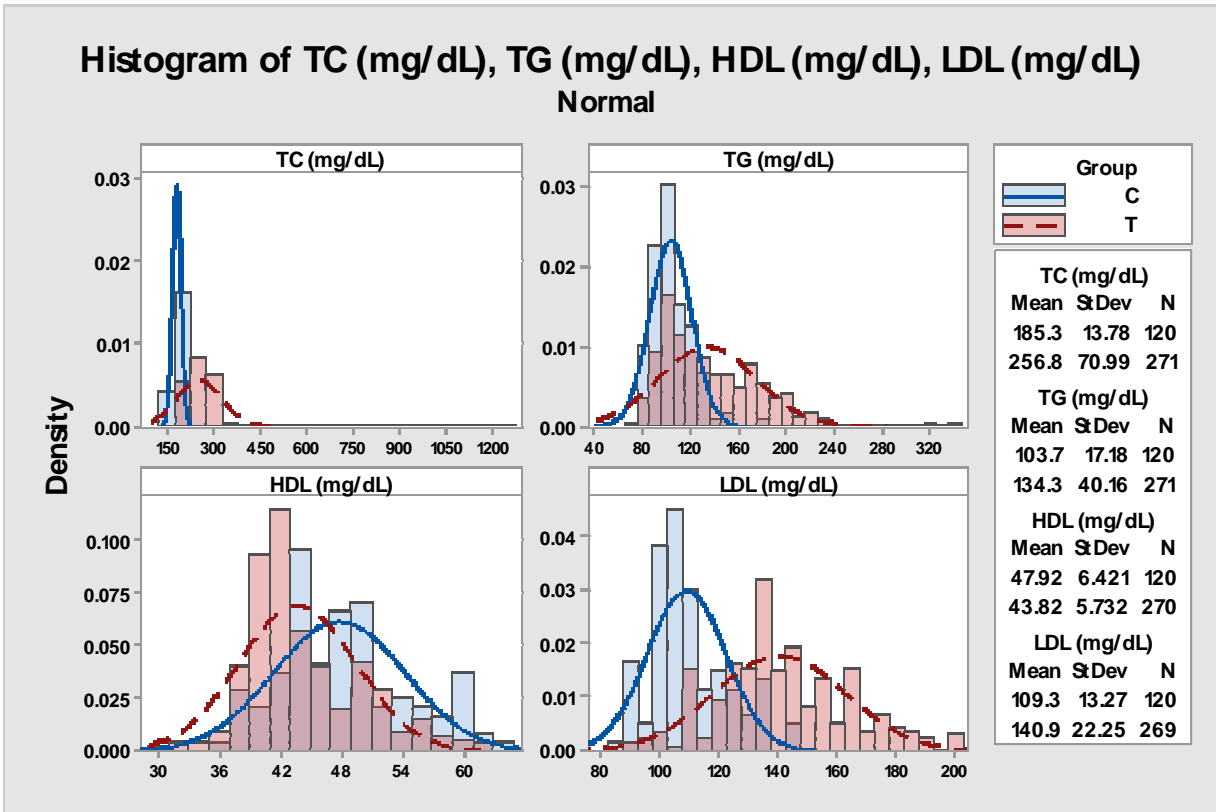 Histogram of TC (mg/dL), TG (mg/dL), HDL (mg/dL), LDL (mg/dL)
Normal
Density
TC (mg/dL)
0.03
0.02
0.01
0.00
150 300 450 600 750 900 1050 1200
TG (mg/dL)
0.03
0.02
0.01
0.00
40 80 120 160 200 240 280 320
HDL (mg/dL)
0.100
0.075
0.050
0.025
0.000
30 36 42 48 54 60
LDL (mg/dL)
0.04
0.03
0.02
0.01
0.00
80 100 120 140 160 180 200
Group
C
T
TC (mg/dL)
Mean StDev N
185.3 13.78 120
256.8 70.99 271
TG (mg/dL)
Mean StDev N
103.7 17.18 120
134.3 40.16 271
HDL (mg/dL)
Mean StDev N
47.92 6.421 120
43.82 5.732 270
LDL (mg/dL)
Mean StDev N
109.3 13.27 120
140.9 22.25 269